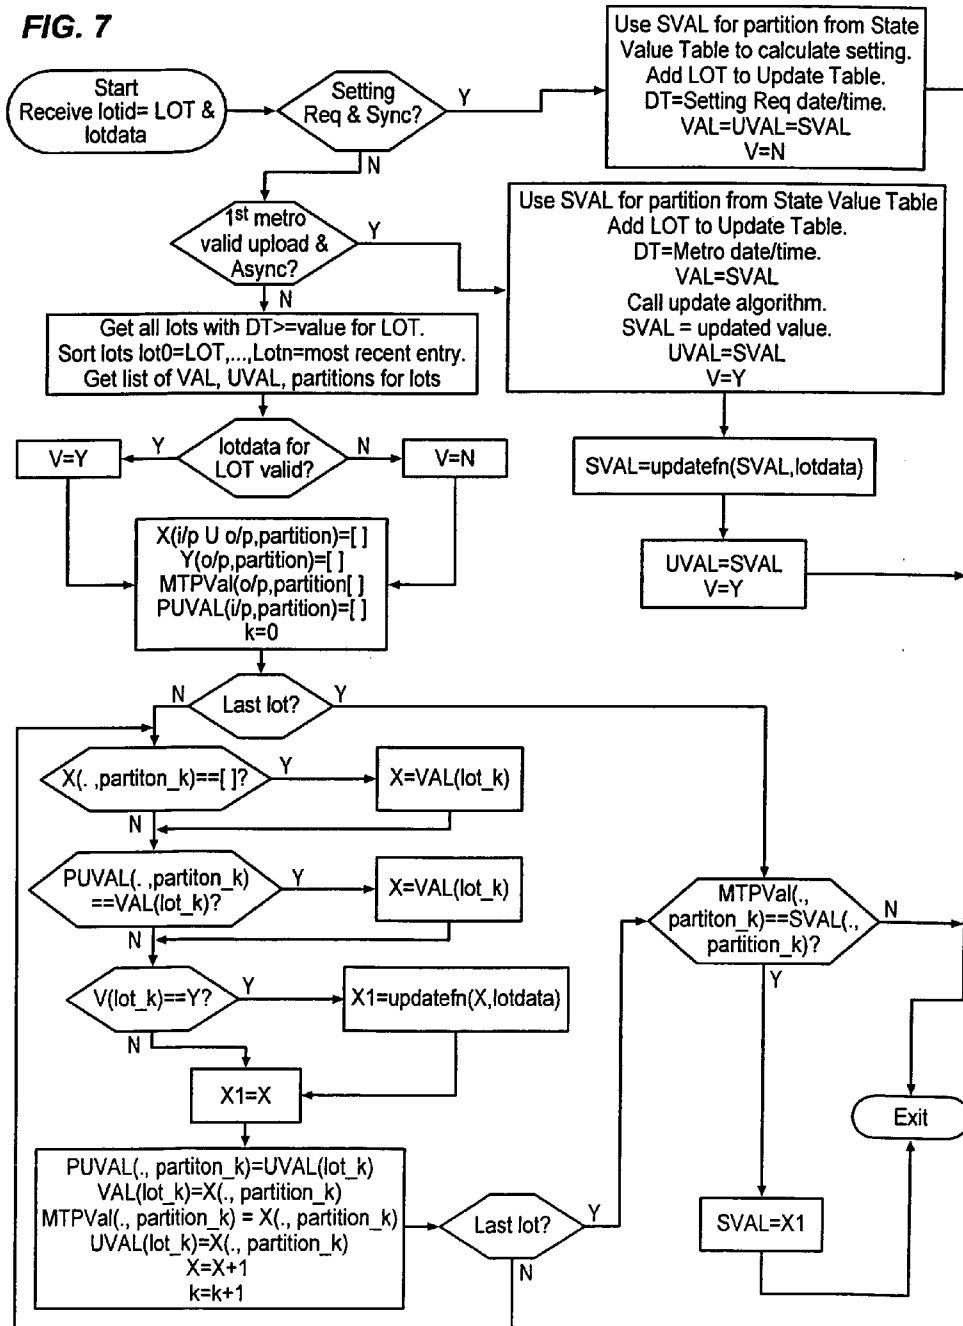 FIG. 7
Start
Receive lotid= LOT &
lotdata
Setting
Req & Sync?
Y
N
Use SVAL for partition from State
Value Table to calculate setting.
Add LOT to Update Table.
DT=Setting Req date/time.
VAL=UVAL=SVAL
V=N
1st metro
valid upload &
Async?
Y
N
Use SVAL for partition from State Value Table
Add LOT to Update Table.
DT=Metro date/time.
VAL=SVAL
Call update algorithm.
SVAL = updated value.
UVAL=SVAL
V=Y
Get all lots with DT>=value for LOT.
Sort lots lot0=LOT,...,Lotn=most recent entry.
Get list of VAL, UVAL, partitions for lots
V=Y
Y
lotdata for
LOT valid?
N
V=N
SVAL=updatefn(SVAL,lotdata)
UVAL=SVAL
V=Y
X(i/p U o/p,partition)=[ ]
Y(o/p,partition)=[ ]
MTPVal(o/p,partition[ ]
PUVAL(i/p,partition)=[ ]
k=0
N
Last lot?
Y
X(. ,partiton_k)==[ ]?
Y
X=VAL(lot_k)
N
PUVAL(. ,partiton_k)
==VAL(lot_k)?
Y
X=VAL(lot_k)
N
MTPVal(.,
partiton_k)==SVAL(.,
partition_k)?
N
Y
V(lot_k)==Y?
Y
X1=updatefn(X,lotdata)
N
X1=X
Exit
PUVAL(., partiton_k)=UVAL(lot_k)
VAL(lot_k)=X(., partition_k)
MTPVal(., partition_k) = X(., partition_k)
UVAL(lot_k)=X(., partition_k)
X=X+1
k=k+1
Last lot?
Y
N
SVAL=X1